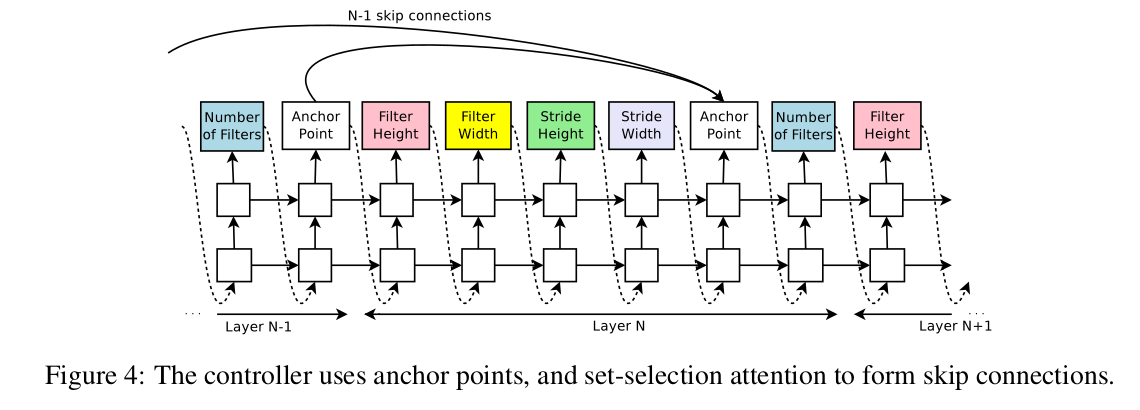 N-1 skip connections
Number
of Filters
Anchor
Point
Filter
Height
Filter
Width
Stride
Height
Stride
Width
Anchor
Point
Number
of Filters
Filter
Height
...
Layer N-1
Layer N
...
Layer N+1
Figure 4: The controller uses anchor points, and set-selection attention to form skip connections.